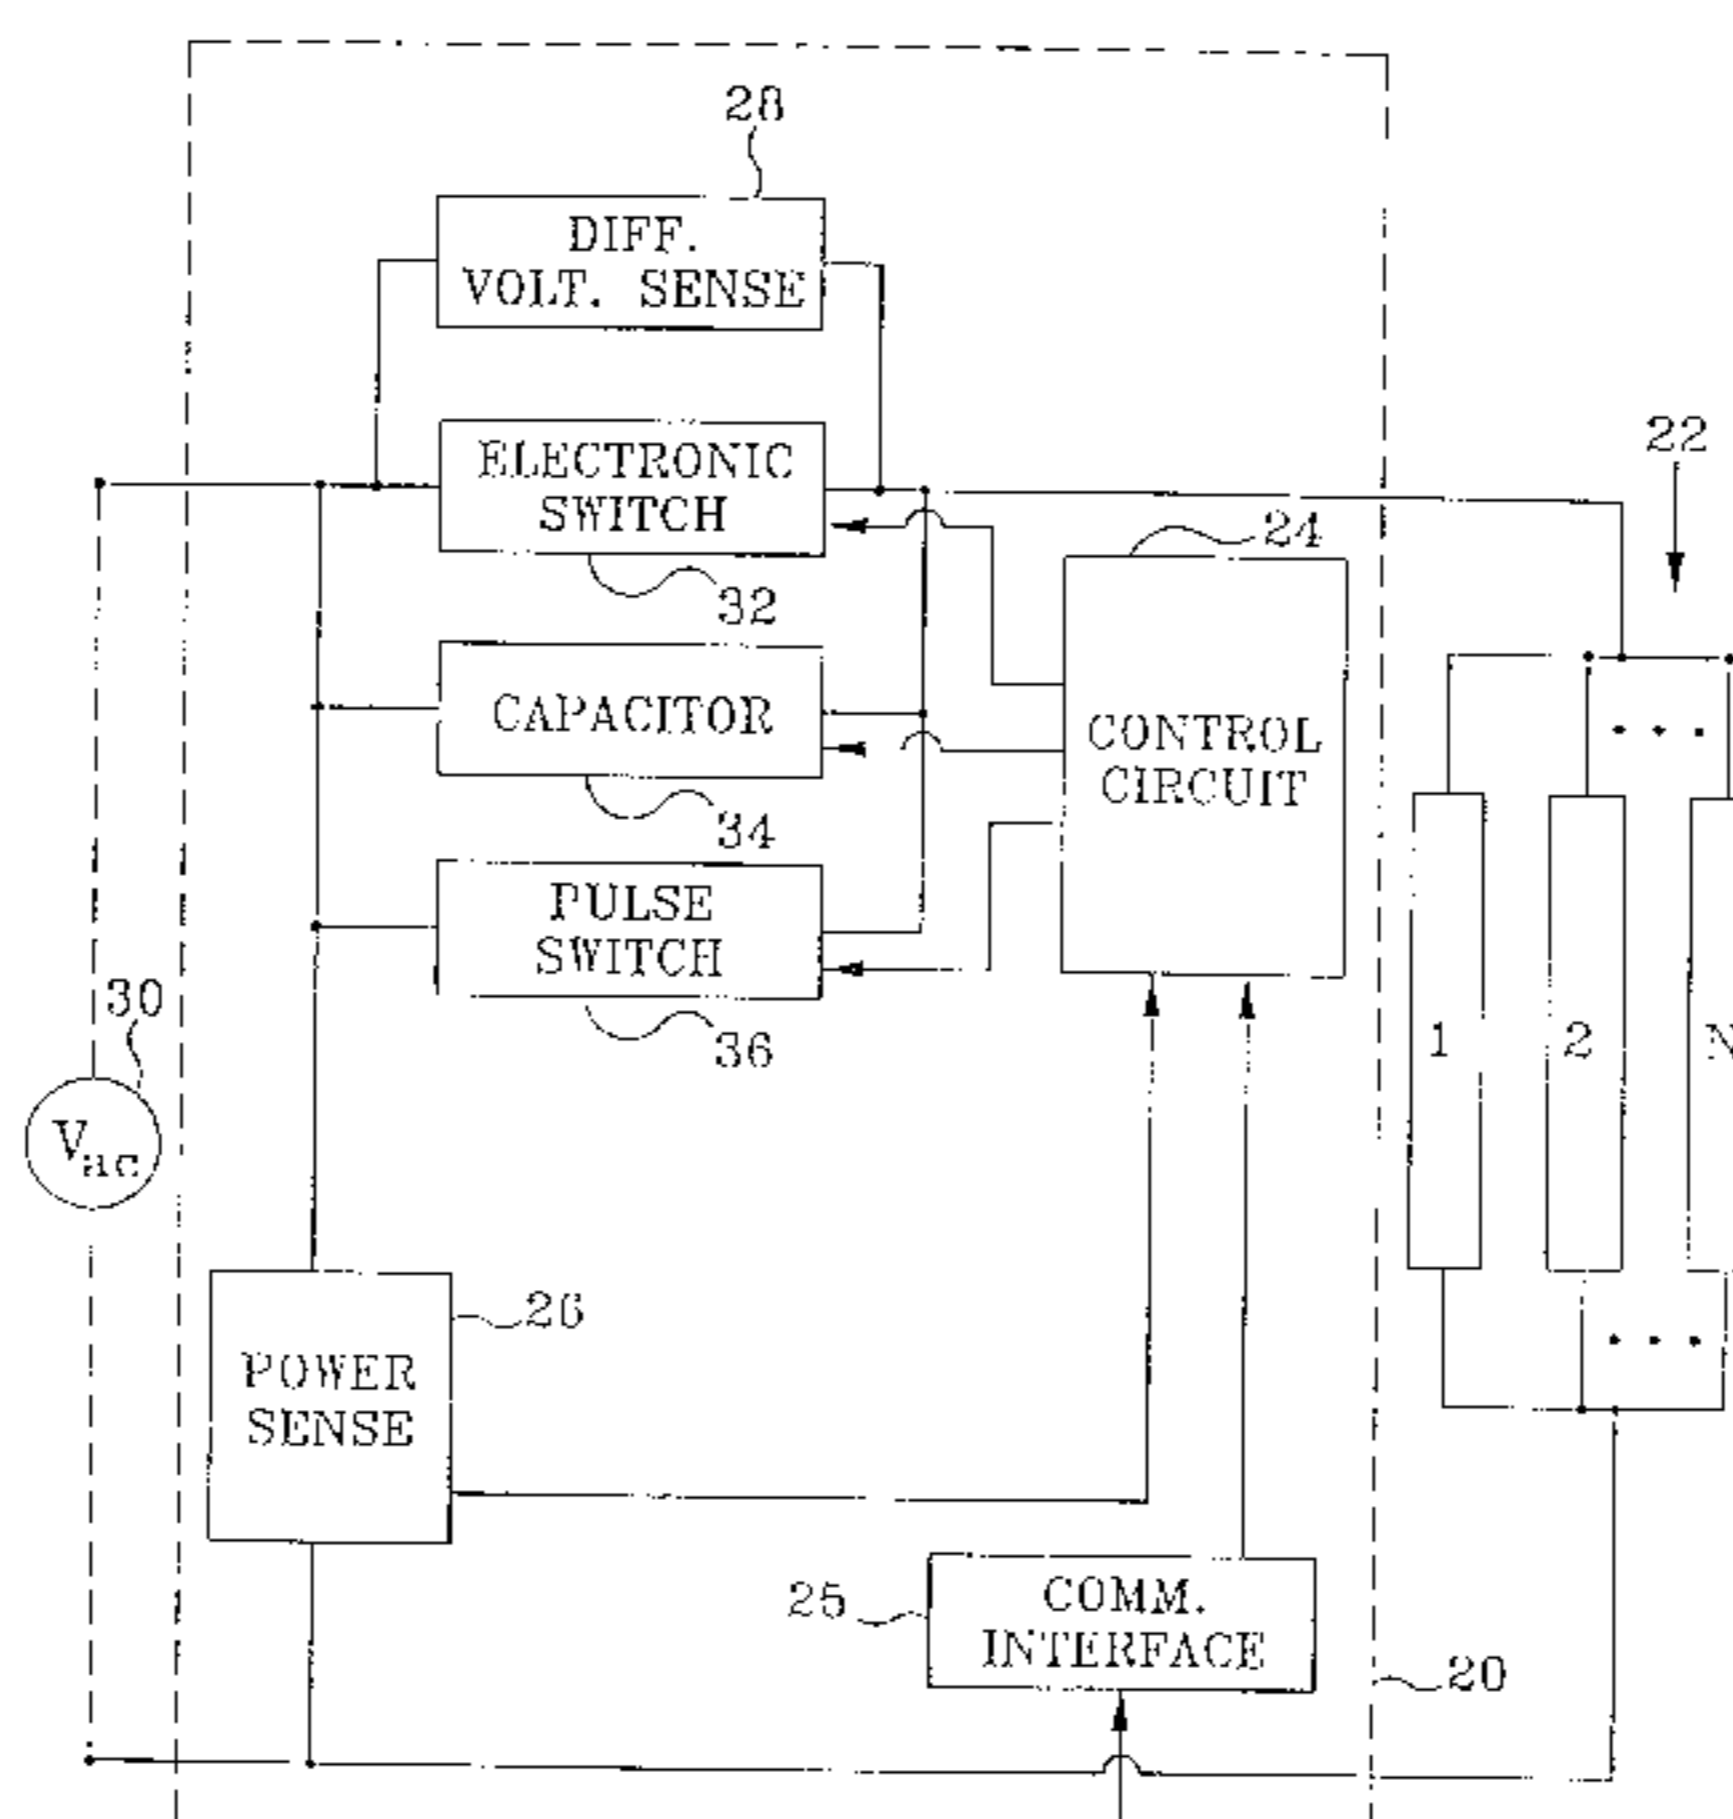 28
DIFF.
VOLT. SENSE
ELECTRONIC
SWITCH
32
22
24
CAPACITOR
34
CONTROL
CIRCUIT
PULSE
SWITCH
36
30
Vac
1
2
N
26
POWER
SENSE
25
COMM.
INTERFACE
20